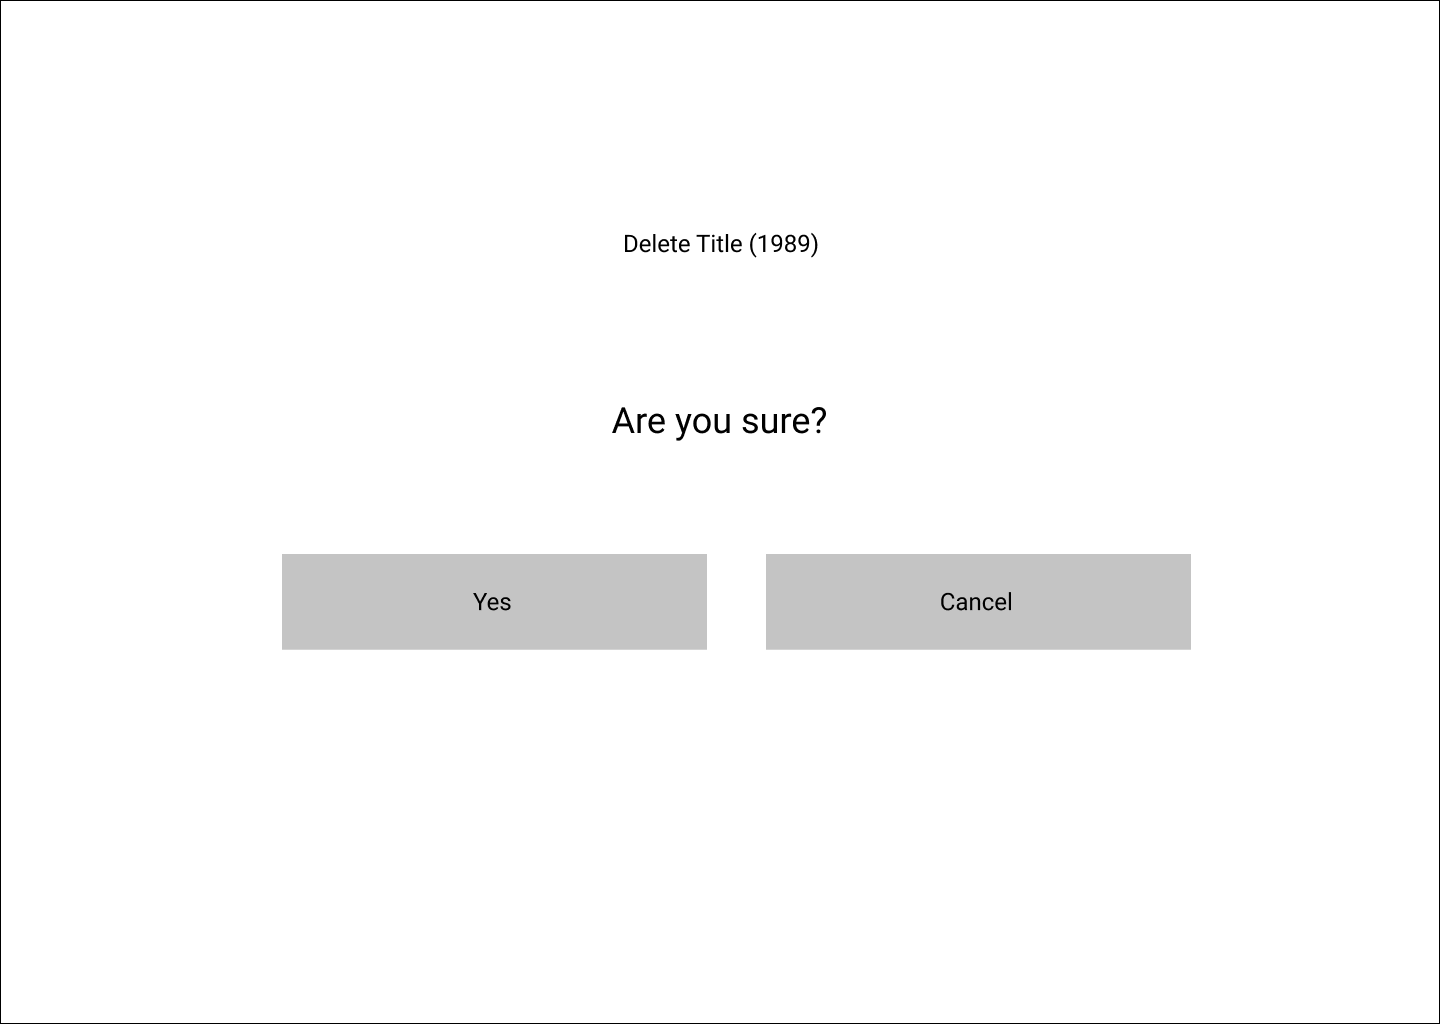 Delete Title (1989)
Are you sure?
Yes
Cancel